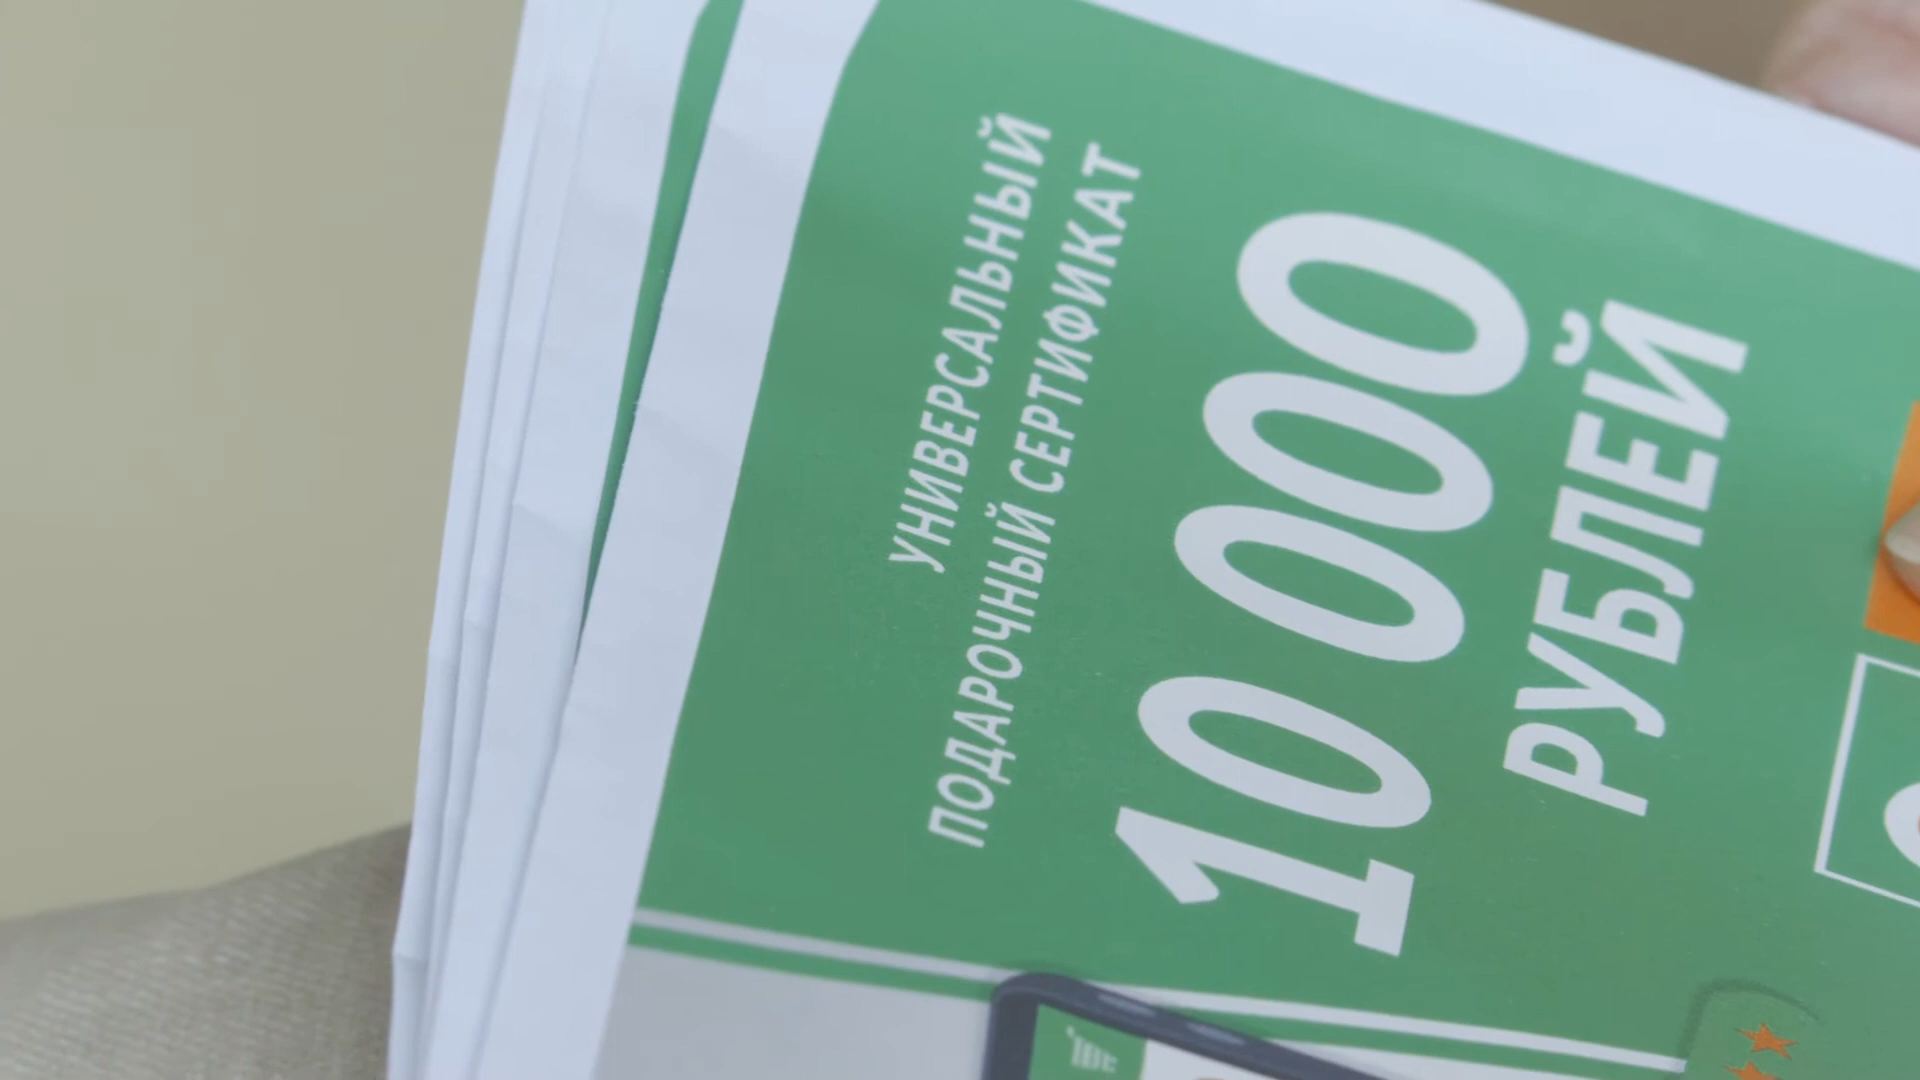 УНИВЕРСАЛЬНЫЙ
ПОДАРОЧНЫЙ СЕРТИФИКАТ
10 000
РУБЛЕЙ